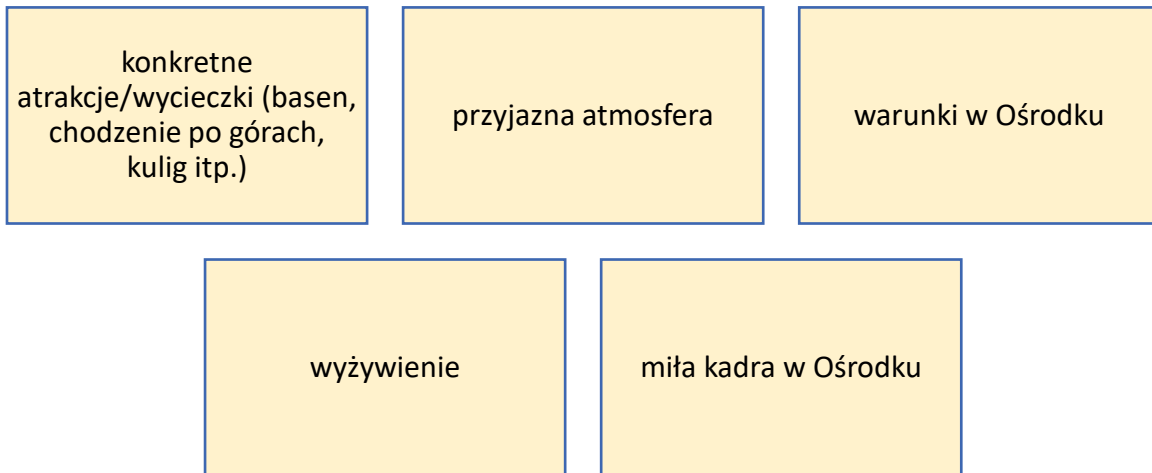 konkretne
atrakcje/wycieczki (basen,
chodzenie po górach,
kulig itp.)
przyjazna atmosfera
warunki w Ośrodku
wyżywienie
miła kadra w Ośrodku